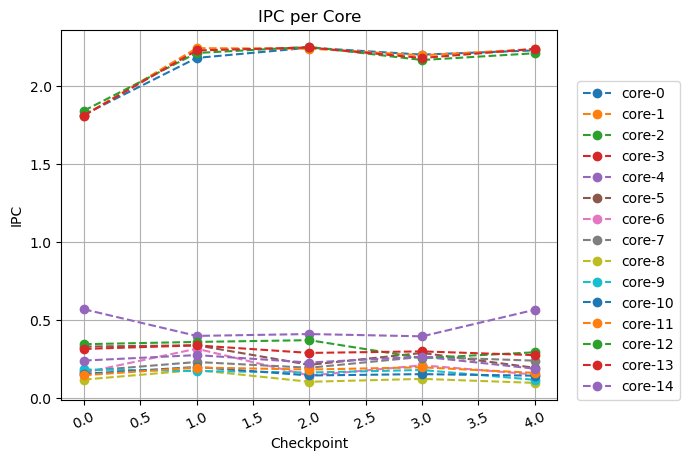 IPC per Core
IPC
2.0
1.5
1.0
0.5
0.0
0.0 0.5 1.0 1.5 2.0 2.5 3.0 3.5 4.0
Checkpoint
core-0
core-1
core-2
core-3
core-4
core-5
core-6
core-7
core-8
core-9
core-10
core-11
core-12
core-13
core-14